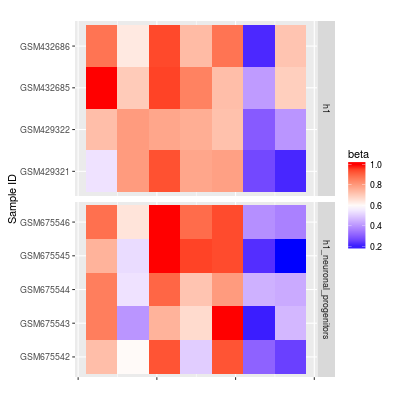 GSM432686
GSM432685
GSM429322
GSM429321
h1
GSM675546
GSM675545
GSM675544
GSM675543
GSM675542
h1_neuronal_progenitors
Sample ID
beta
1.0
0.8
0.6
0.4
0.2